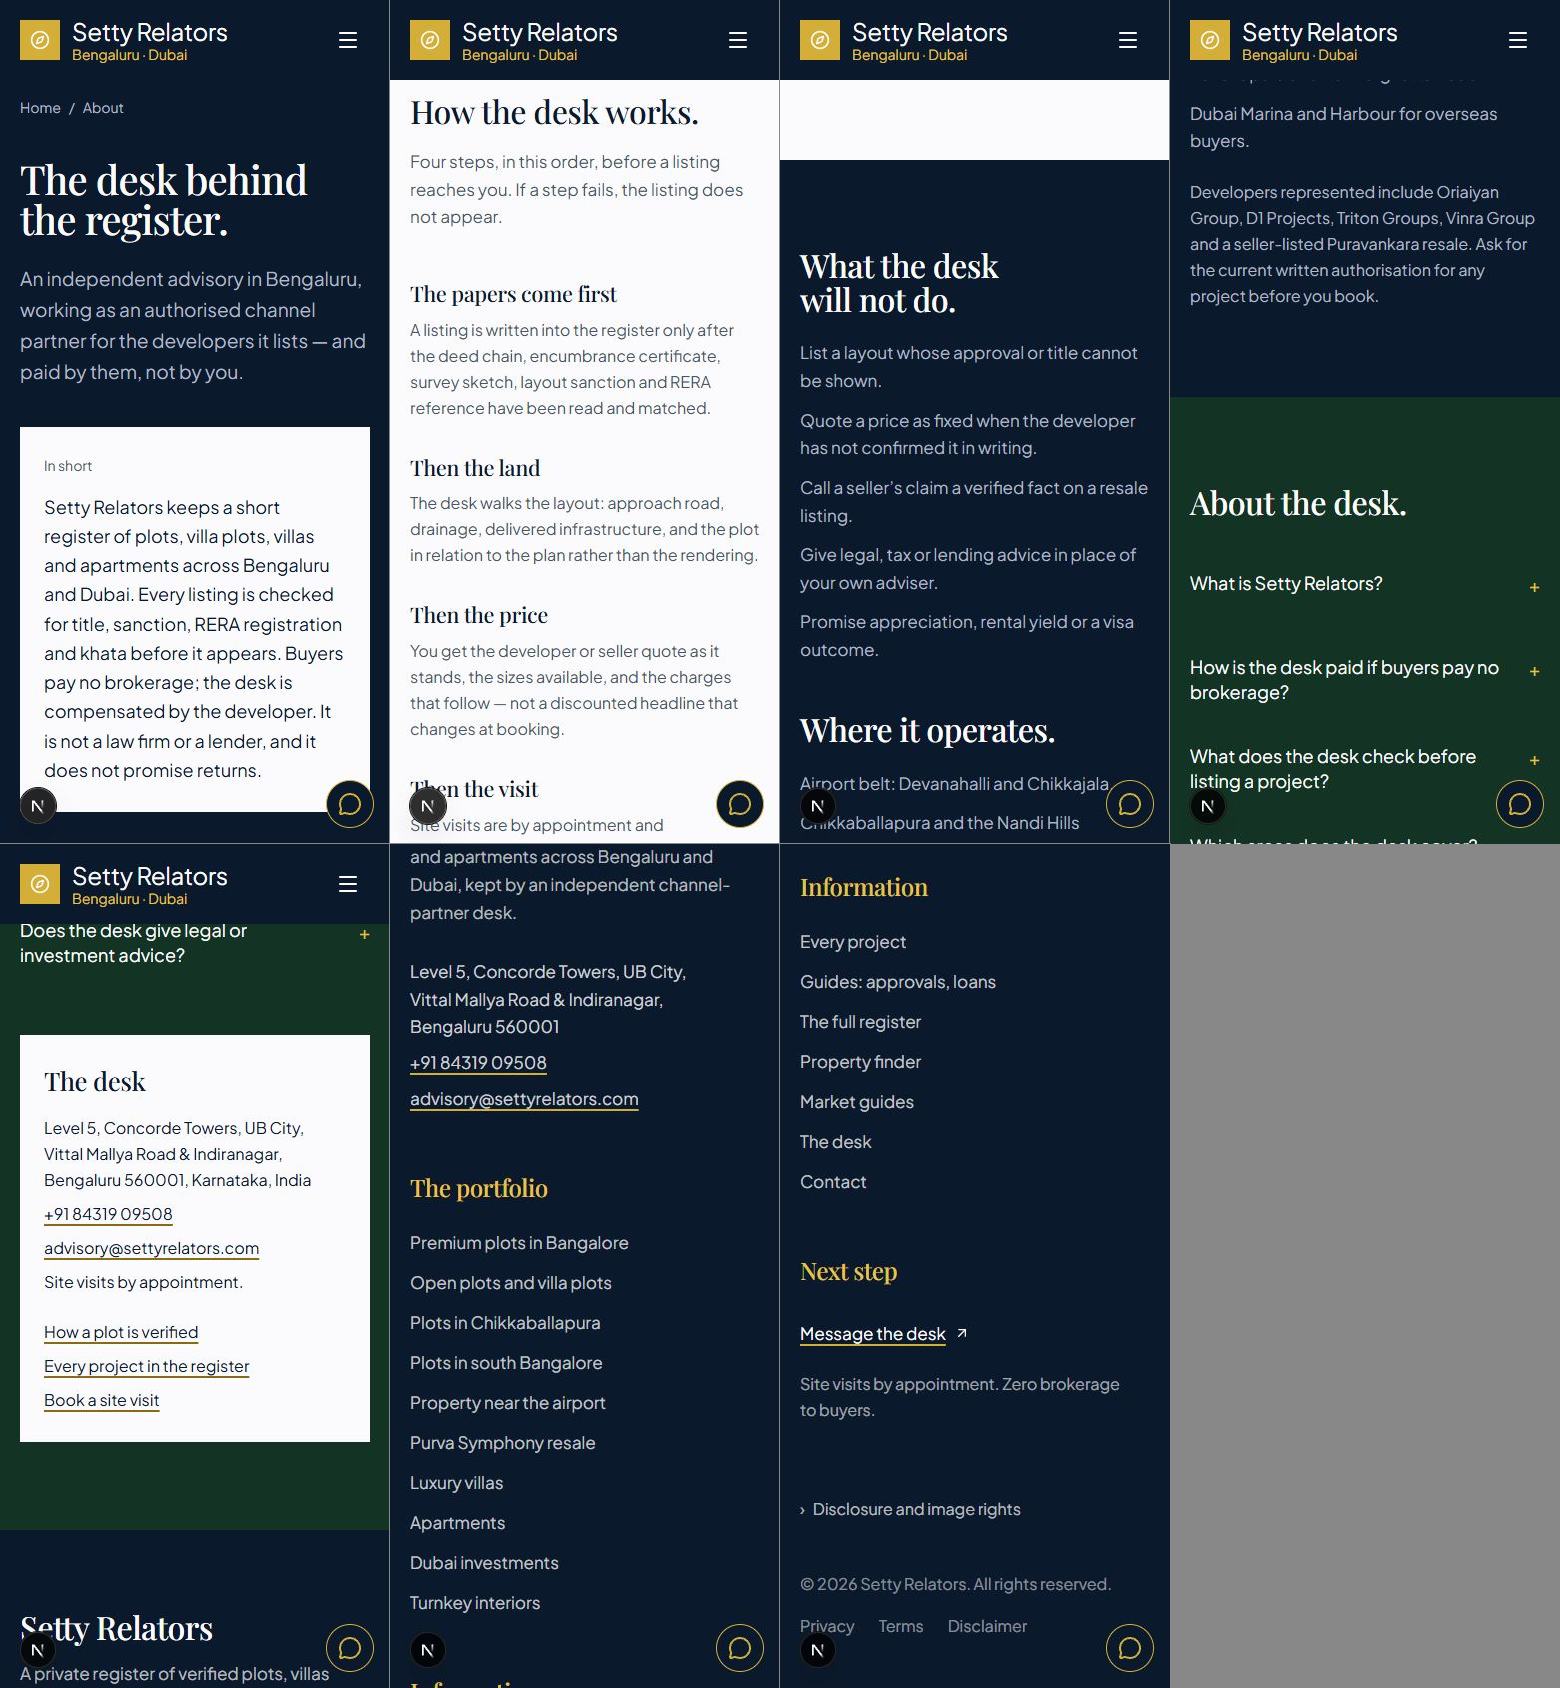 Setty Relators
Bengaluru · Dubai
Home / About
The desk behind
the register.
An independent advisory in Bengaluru,
working as an authorised channel
partner for the developers it lists — and
paid by them, not by you.
In short
Setty Relators keeps a short
register of plots, villa plots, villas
and apartments across Bengaluru
and Dubai. Every listing is checked
for title, sanction, RERA registration
and khata before it appears. Buyers
pay no brokerage; the desk is
compensated by the developer. It
is not a law firm or a lender, and it
does not promise returns.
N
Setty Relators
Bengaluru · Dubai
How the desk works.
Four steps, in this order, before a listing
reaches you. If a step fails, the listing does
not appear.
The papers come first
A listing is written into the register only after
the deed chain, encumbrance certificate,
survey sketch, layout sanction and RERA
reference have been read and matched.
Then the land
The desk walks the layout: approach road,
drainage, delivered infrastructure, and the plot
in relation to the plan rather than the rendering.
Then the price
You get the developer or seller quote as it
stands, the sizes available, and the charges
that follow — not a discounted headline that
changes at booking.
Then the visit
Site visits are by appointment and
N
Setty Relators
Bengaluru · Dubai
What the desk
will not do.
List a layout whose approval or title cannot
be shown.
Quote a price as fixed when the developer
has not confirmed it in writing.
Call a seller’s claim a verified fact on a resale
listing.
Give legal, tax or lending advice in place of
your own adviser.
Promise appreciation, rental yield or a visa
outcome.
Where it operates.
Airport belt: Devanahalli and Chikkajala
Chikkaballapura and the Nandi Hills
N
Setty Relators
Bengaluru · Dubai
Dubai Marina and Harbour for overseas
buyers.
Developers represented include Oriaiyan
Group, D1 Projects, Triton Groups, Vinra Group
and a seller-listed Puravankara resale. Ask for
the current written authorisation for any
project before you book.
About the desk.
What is Setty Relators? +
How is the desk paid if buyers pay no +
brokerage?
What does the desk check before +
listing a project?
Which areas does the desk cover?
N
Setty Relators
Bengaluru · Dubai
Does the desk give legal or +
investment advice?
The desk
Level 5, Concorde Towers, UB City,
Vittal Mallya Road & Indiranagar,
Bengaluru 560001, Karnataka, India
+91 84319 09508
advisory@settyrelators.com
Site visits by appointment.
How a plot is verified
Every project in the register
Book a site visit
Setty Relators
A private register of verified plots, villas
N
and apartments across Bengaluru and
Dubai, kept by an independent channel-
partner desk.
Level 5, Concorde Towers, UB City,
Vittal Mallya Road & Indiranagar,
Bengaluru 560001
+91 84319 09508
advisory@settyrelators.com
The portfolio
Premium plots in Bangalore
Open plots and villa plots
Plots in Chikkaballapura
Plots in south Bangalore
Property near the airport
Purva Symphony resale
Luxury villas
Apartments
Dubai investments
Turnkey interiors
N
Information
Every project
Guides: approvals, loans
The full register
Property finder
Market guides
The desk
Contact
Next step
Message the desk
Site visits by appointment. Zero brokerage
to buyers.
› Disclosure and image rights
© 2026 Setty Relators. All rights reserved.
Privacy Terms Disclaimer
N